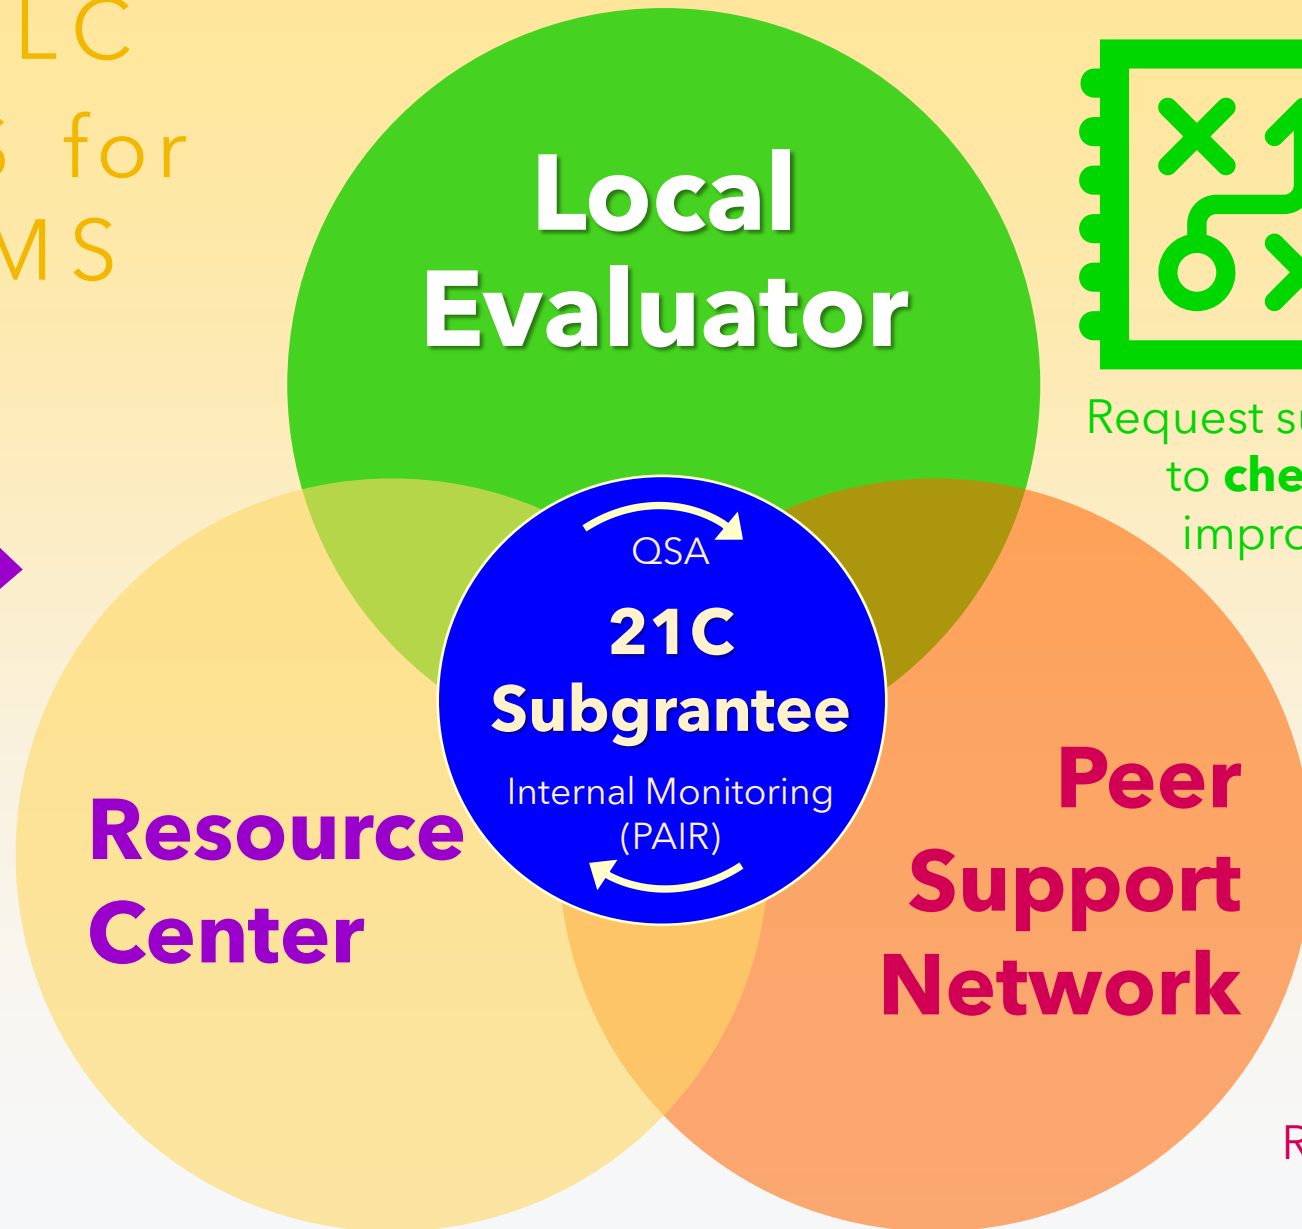 LC
S for
MS
Local
Evaluator
Request
to
QSA
21C
Subgrantee
Internal Monitoring
(PAIR)
Resource
Center
Peer
Support
Network